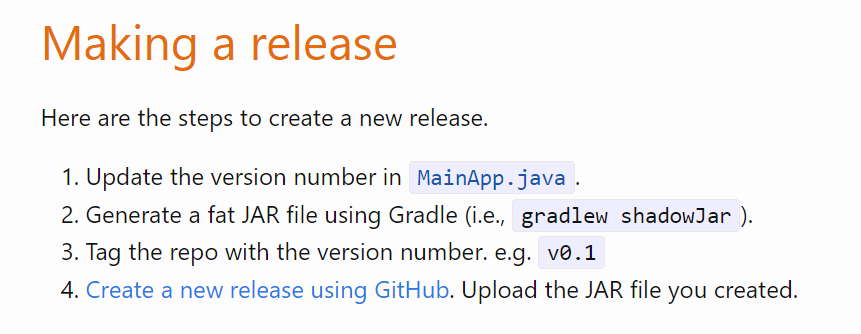 Making a release
Here are the steps to create a new release.
1. Update the version number in MainApp.java.
2. Generate a fat JAR file using Gradle (i.e., gradlew shadowJar).
3. Tag the repo with the version number. e.g. v0.1
4. Create a new release using GitHub. Upload the JAR file you created.